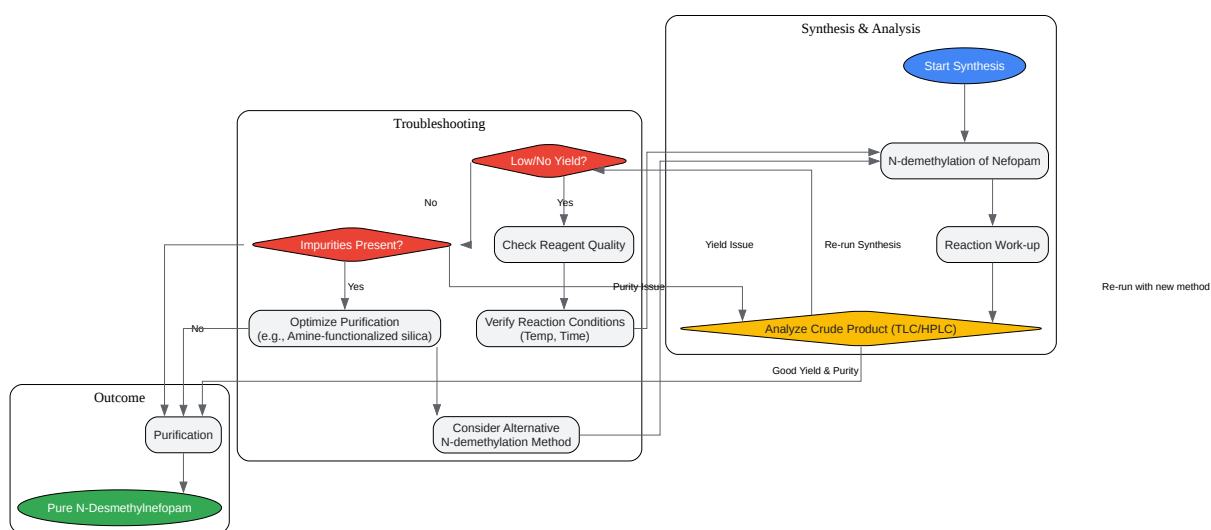 Synthesis & Analysis
Start Synthesis
Troubleshooting
Low/No Yield?
N-demethylation of Nefopam
No
Yes
Impurities Present?
Check Reagent Quality
Yield Issue
Re-run Synthesis
Reaction Work-up
Yes
Purity Issue
Re-run with new method
Optimize Purification
(e.g., Amine-functionalized silica)
Verify Reaction Conditions
(Temp, Time)
Analyze Crude Product (TLC/HPLC)
No
Good Yield & Purity
Outcome
Purification
Consider Alternative
N-demethylation Method
Pure N-Desmethylnefopam